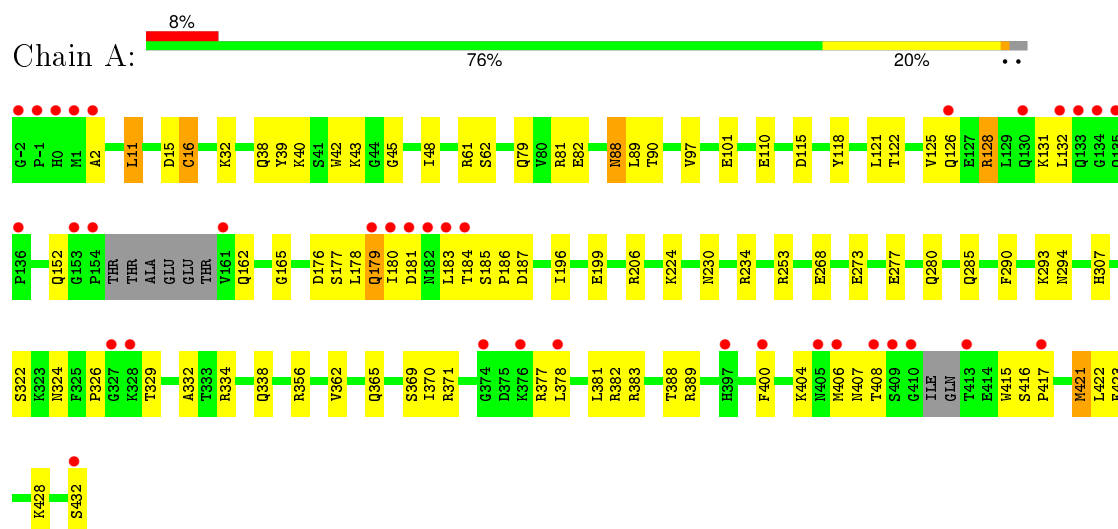 8%
Chain A:
76% 20% • •
G-2 P-1 H0 M1 A2 L11 D15 C16 K32 Q38 Y39 K40 S41 W42 K43 G44 G45 I48 R61 S62 Q79 V80 R81 E82 N88 L89 T90 V97 E101 E110 D115 Y118 L121 T122 V125 Q126 E127 R128 L129 Q130 K131 L132 Q133 G134 Q135
P136 Q152 G153 P154 THR THR ALA GLU GLU THR V161 Q162 G165 D176 S177 L178 Q179 I180 D181 N182 L183 T184 S185 P186 D187 I196 E199 R206 K224 N230 R234 R253 E268 E273 E277 Q280 Q285 F290 K293 N294 H307
S322 K323 N324 F325 P326 G327 K328 T329 A332 T333 R334 Q338 R356 V362 Q365 S369 I370 R371 G374 D375 K376 R377 L378 L381 R382 R383 T388 R389 H397 F400 K404 N405 M406 N407 T408 S409 G410 ILE GLN T413 E414 W415 S416 P417 M421 L422 E423
K428 S432